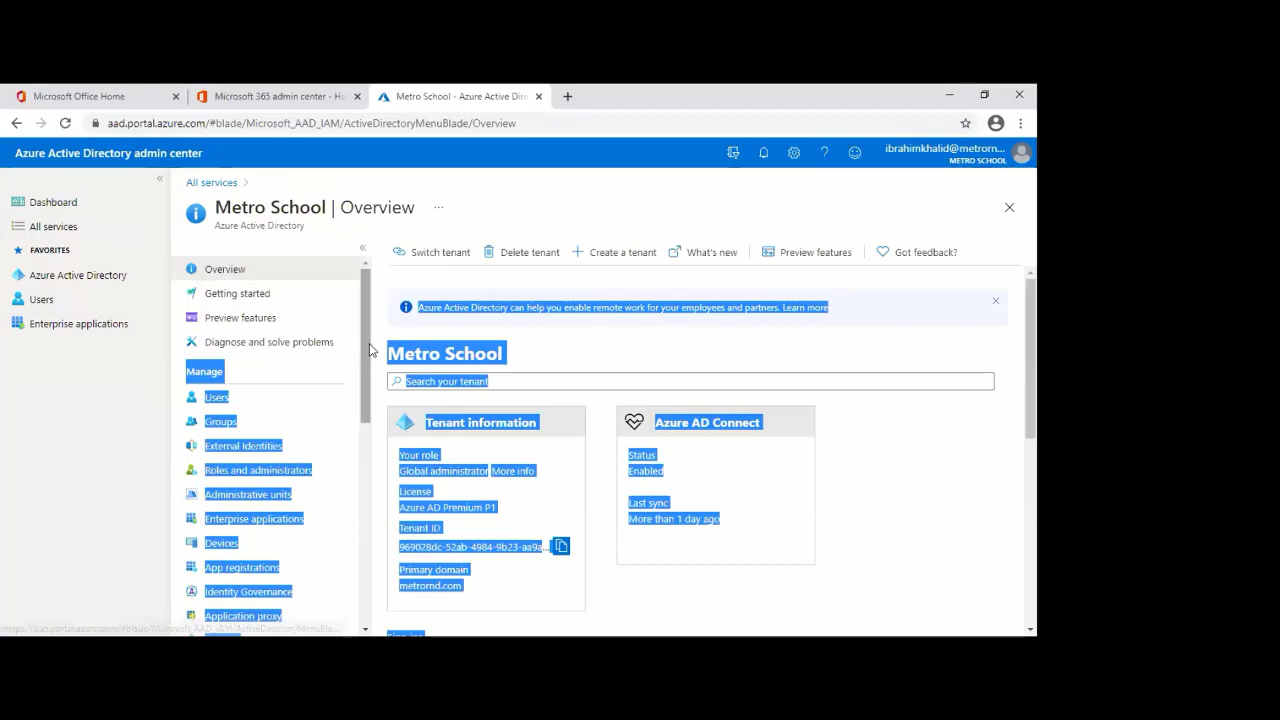 Microsoft Office Home
Microsoft 365 admin center - Ho
Metro School - Azure Active Dire
aad.portal.azure.com/#blade/Microsoft_AAD_IAM/ActiveDirectoryMenuBlade/Overview
Azure Active Directory admin center
ibrahimkhalid@metrorn...
METRO SCHOOL
Dashboard
All services
FAVORITES
Azure Active Directory
Users
Enterprise applications
All services
Metro School | Overview
Azure Active Directory
Overview
Getting started
Preview features
Diagnose and solve problems
Manage
Users
Groups
External Identities
Roles and administrators
Administrative units
Enterprise applications
Devices
App registrations
Identity Governance
Application proxy
Switch tenant
Delete tenant
Create a tenant
What's new
Preview features
Got feedback?
Azure Active Directory can help you enable remote work for your employees and partners. Learn more
Metro School
Search your tenant
Tenant information
Your role
Global administrator More info
License
Azure AD Premium P1
Tenant ID
969028dc-52ab-4984-9b23-aa9a...
Primary domain
metrornd.com
Azure AD Connect
Status
Enabled
Last sync
More than 1 day ago